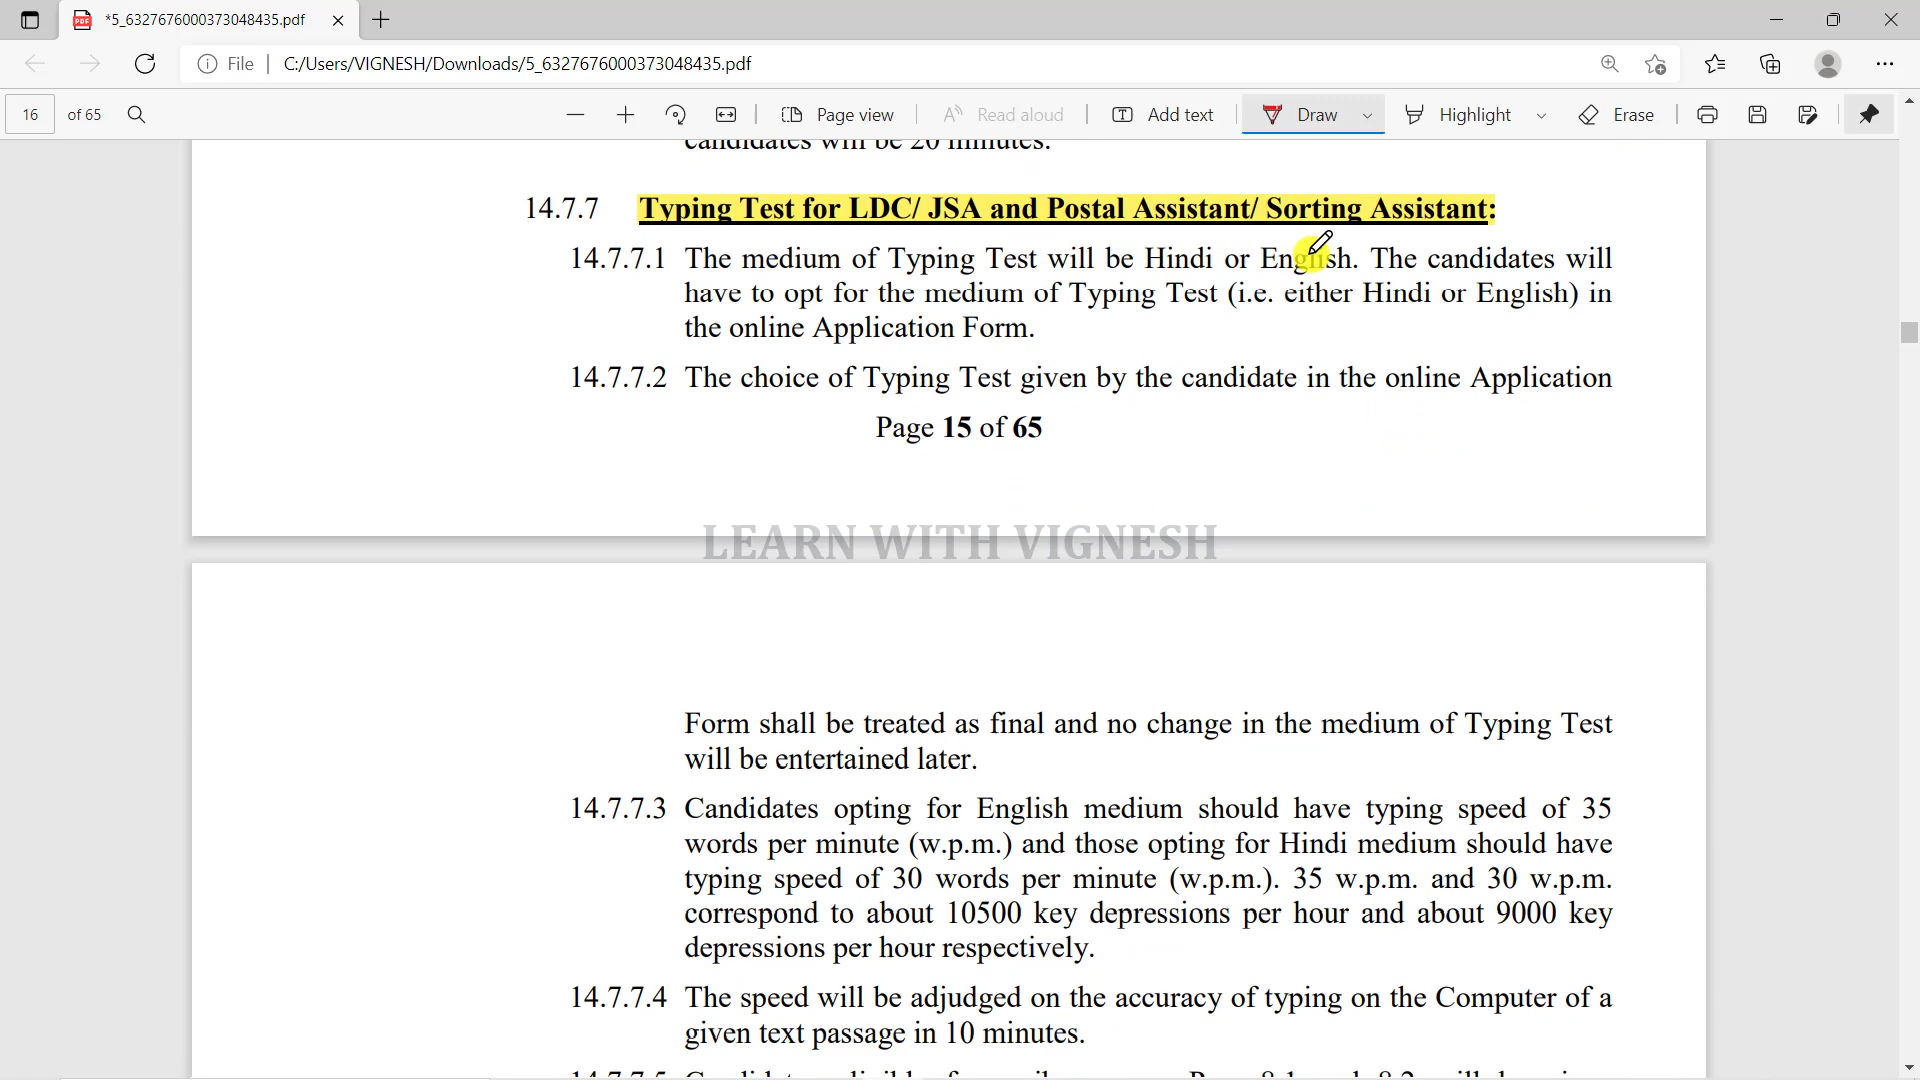 *5_6327676000373048435.pdf
File
C:/Users/VIGNESH/Downloads/5_6327676000373048435.pdf
16 of 65
Page view
Read aloud
Add text
Draw
Highlight
Erase
candidates will be 20 minutes.
14.7.7 Typing Test for LDC/ JSA and Postal Assistant/ Sorting Assistant:
14.7.7.1 The medium of Typing Test will be Hindi or English. The candidates will
have to opt for the medium of Typing Test (i.e. either Hindi or English) in
the online Application Form.
14.7.7.2 The choice of Typing Test given by the candidate in the online Application
Page 15 of 65
LEARN WITH VIGNESH
Form shall be treated as final and no change in the medium of Typing Test
will be entertained later.
14.7.7.3 Candidates opting for English medium should have typing speed of 35
words per minute (w.p.m.) and those opting for Hindi medium should have
typing speed of 30 words per minute (w.p.m.). 35 w.p.m. and 30 w.p.m.
correspond to about 10500 key depressions per hour and about 9000 key
depressions per hour respectively.
14.7.7.4 The speed will be adjudged on the accuracy of typing on the Computer of a
given text passage in 10 minutes.